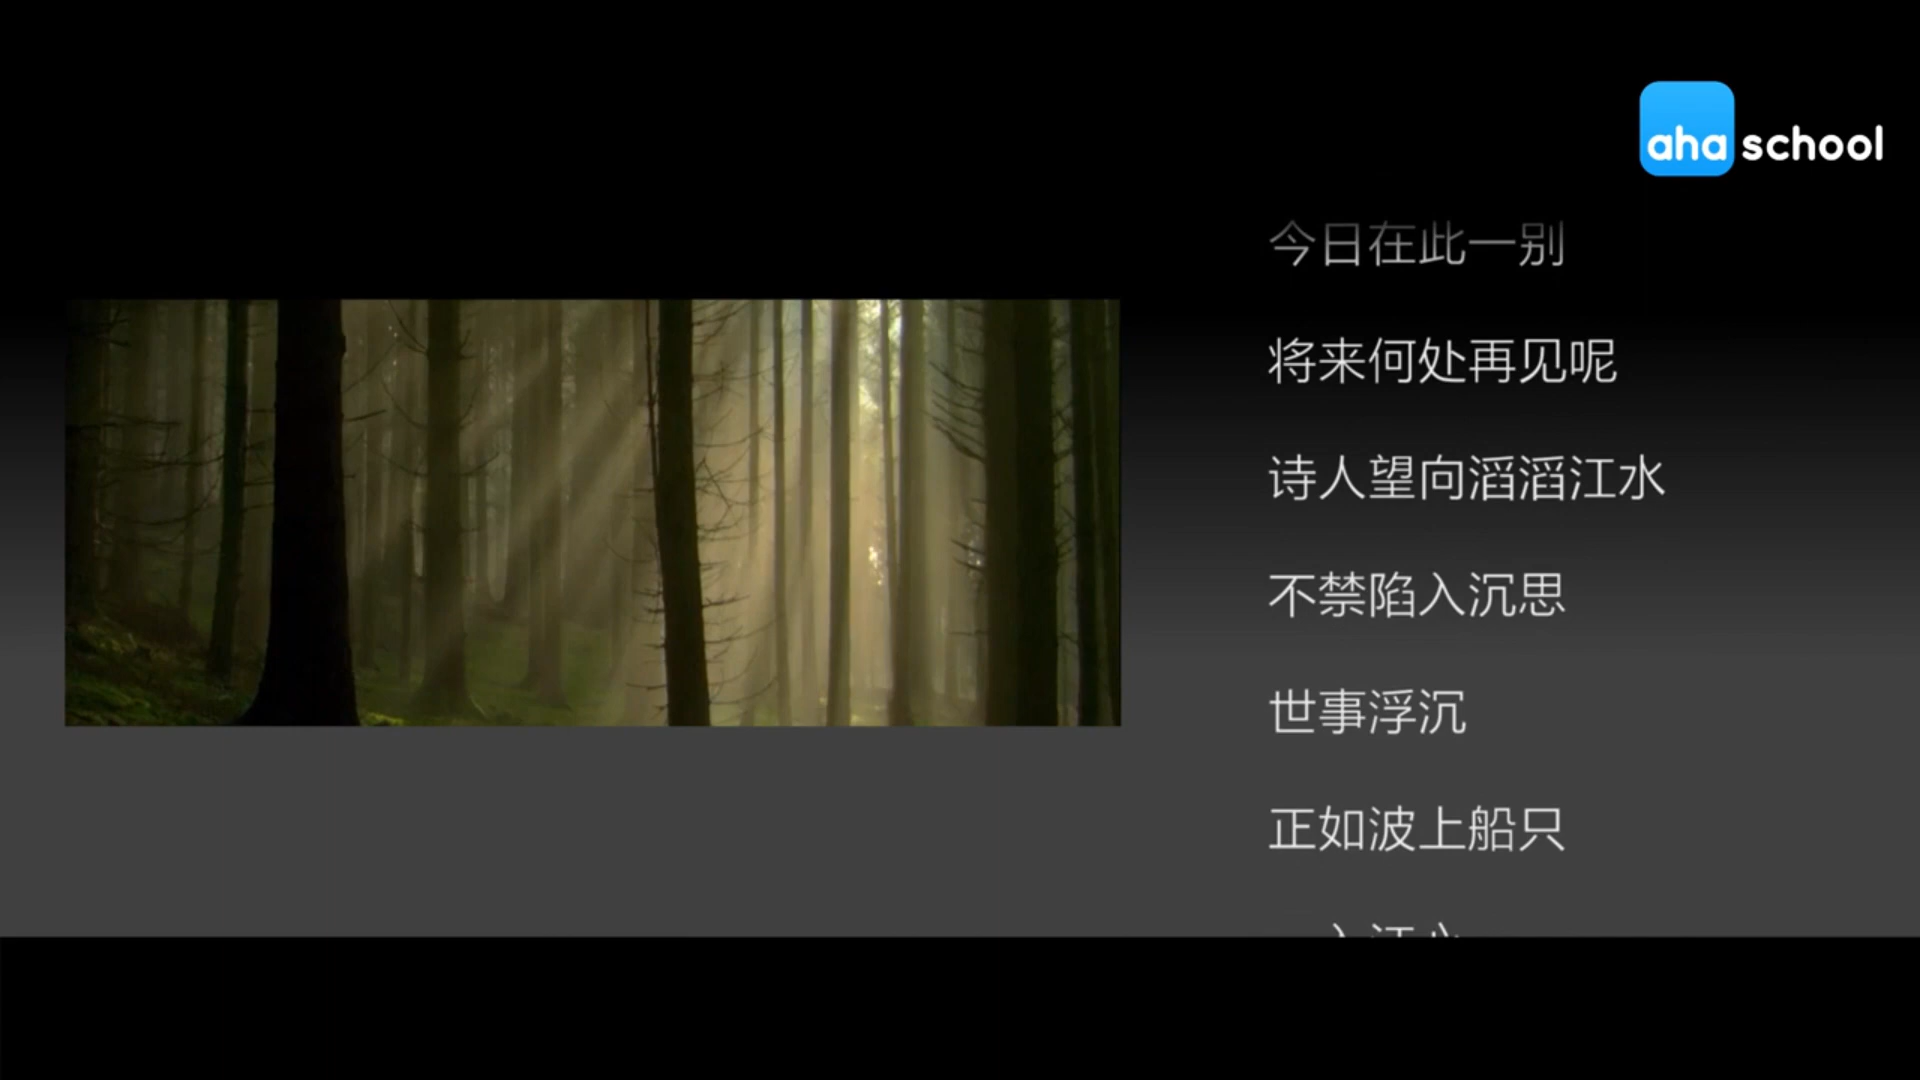 aha school
今日在此一别
将来何处再见呢
诗人望向滔滔江水
不禁陷入沉思
世事浮沉
正如波上船只